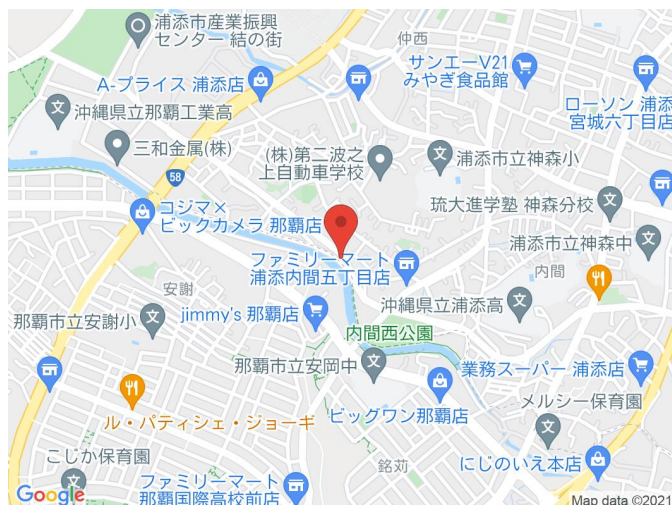 浦添市産業振興
センター 結の街
仲西
サンエーV21
みやぎ食品館
A-プライス 浦添店
ローソン 浦添
宮城六丁目店
沖縄県立那覇工業高
三和金属(株)
(株)第二波之
上自動車学校
浦添市立神森小
58
コジマ×
ビックカメラ 那覇店
琉大進学塾 神森分校
浦添市立神森中
ファミリーマート
浦添内間五丁目店
内間
安謝
沖縄県立浦添高
那覇市立安謝小
jimmy's 那覇店
内間西公園
那覇市立安岡中
業務スーパー 浦添店
ビッグワン那覇店
メルシー保育園
ル・パティシェ・ジョーギ
こじか保育園
銘苅
にじのいえ本店
ファミリーマート
那覇国際高校前店
Google
Map data ©2021